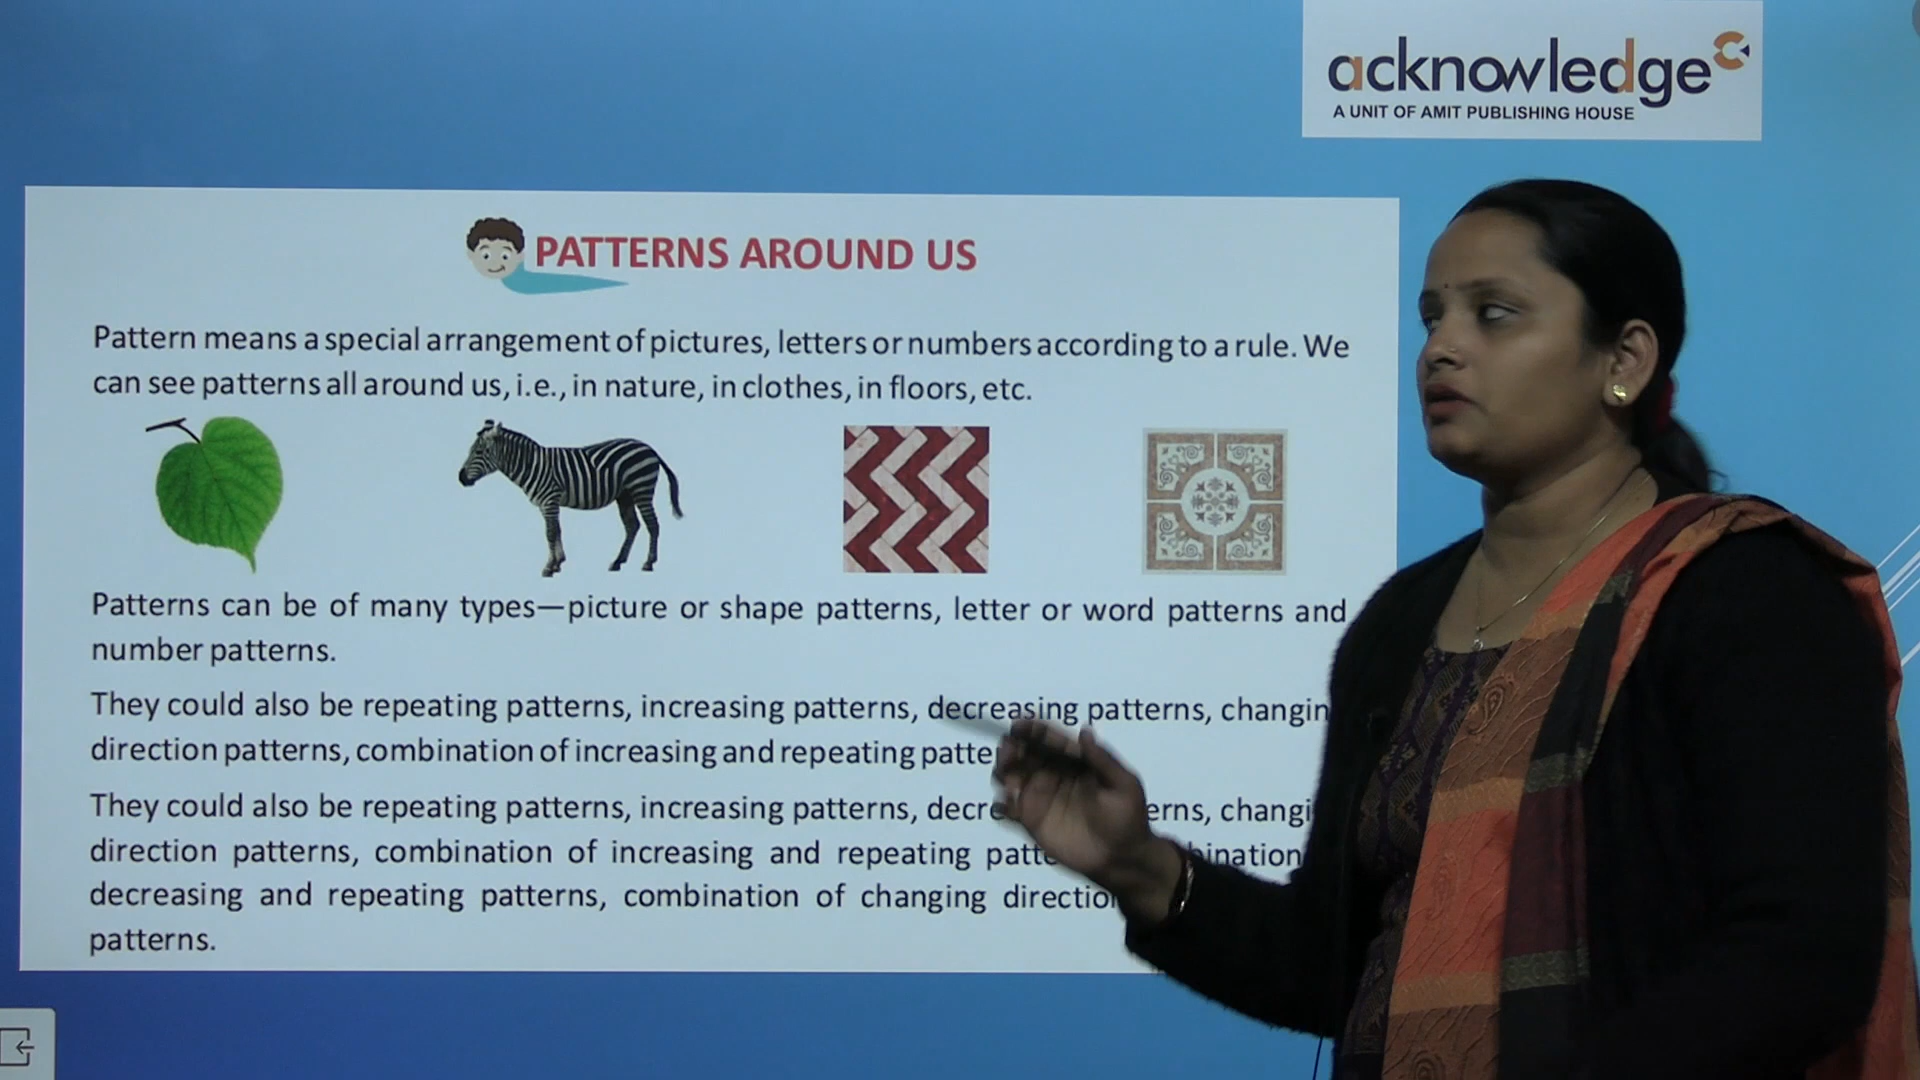 acknowledge
A UNIT OF AMIT PUBLISHING HOUSE
PATTERNS AROUND US
Pattern means a special arrangement of pictures, letters or numbers according to a rule. We
can see patterns all around us, i.e., in nature, in clothes, in floors, etc.
Patterns can be of many types—picture or shape patterns, letter or word patterns and
number patterns.
They could also be repeating patterns, increasing patterns, decreasing patterns, changin
direction patterns, combination of increasing and repeating patte
They could also be repeating patterns, increasing patterns, decre erns, changi
direction patterns, combination of increasing and repeating patte bination
decreasing and repeating patterns, combination of changing direction
patterns.